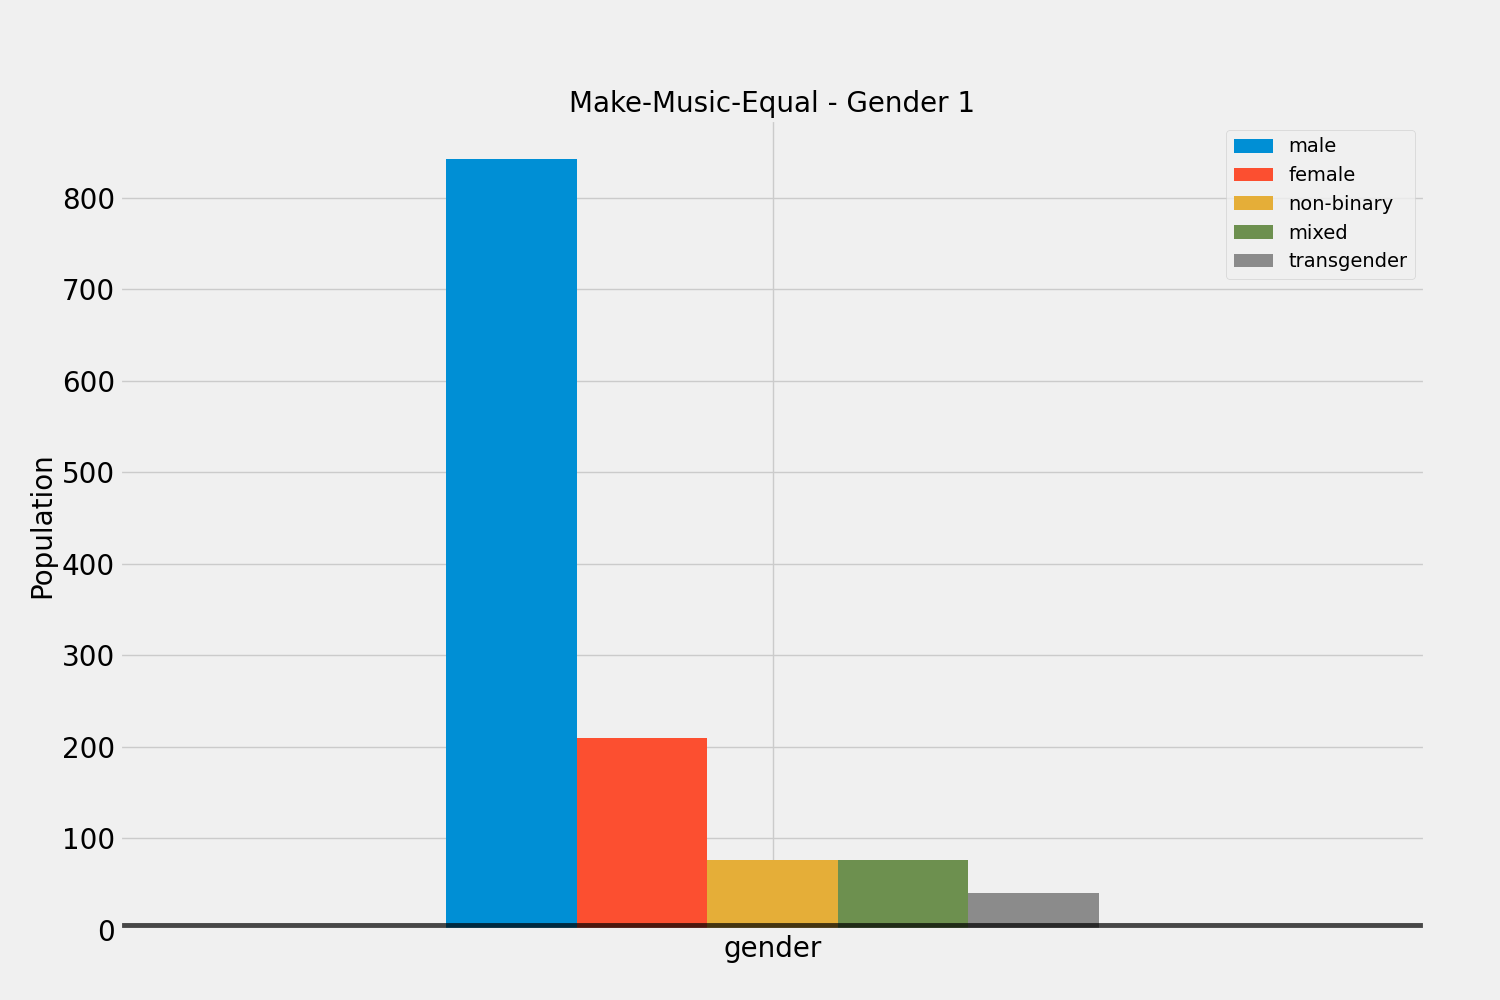 Make-Music-Equal - Gender 1
male
female
non-binary
mixed
transgender
800
700
600
500
400
300
200
100
0
Population
gender